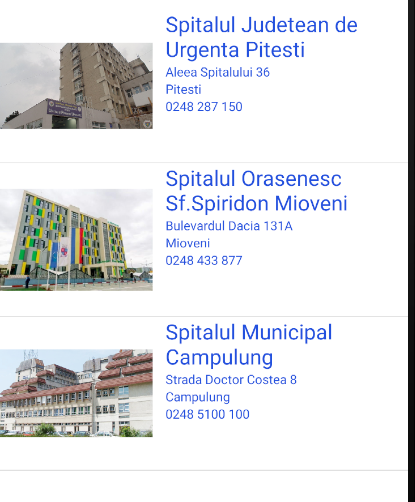 Spitalul Judetean de
Urgenta Pitesti
Aleea Spitalului 36
Pitesti
0248 287 150
Spitalul Orasenesc
Sf.Spiridon Mioveni
Bulevardul Dacia 131A
Mioveni
0248 433 877
Spitalul Municipal
Campulung
Strada Doctor Costea 8
Campulung
0248 5100 100